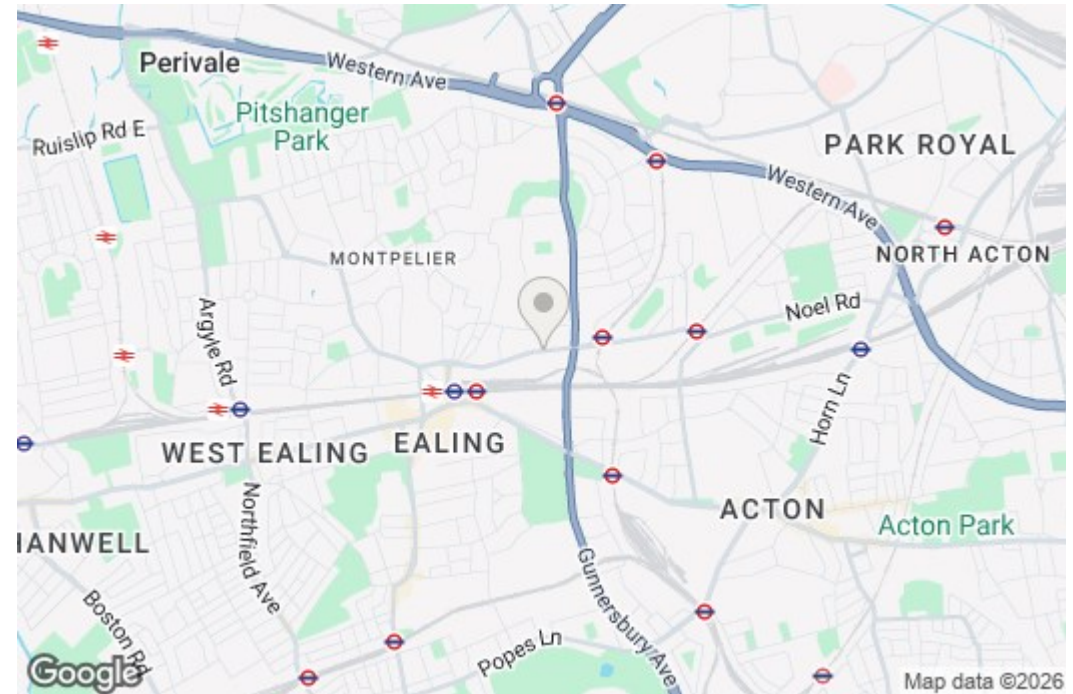 Perivale
Western Ave
Pitshanger
Park
Ruislip Rd E
PARK ROYAL
Western Ave
NORTH ACTON
MONTPELIER
Noel Rd
Argyle Rd
Horn Ln
WEST EALING
EALING
ACTON
Acton Park
HANWELL
Northfield Ave
Gunnersbury Ave
Boston Rd
Popes Ln
Google
Map data ©2026